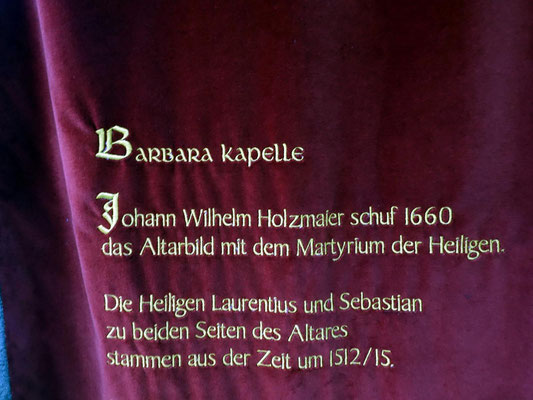 Barbara Kapelle
Johann Wilhelm Holzmaier schuf 1660
das Altarbild mit dem Martyrium der Heiligen.
Die Heiligen Laurentius und Sebastian
zu beiden Seiten des Altares
stammen aus der Zeit um 1512/15.